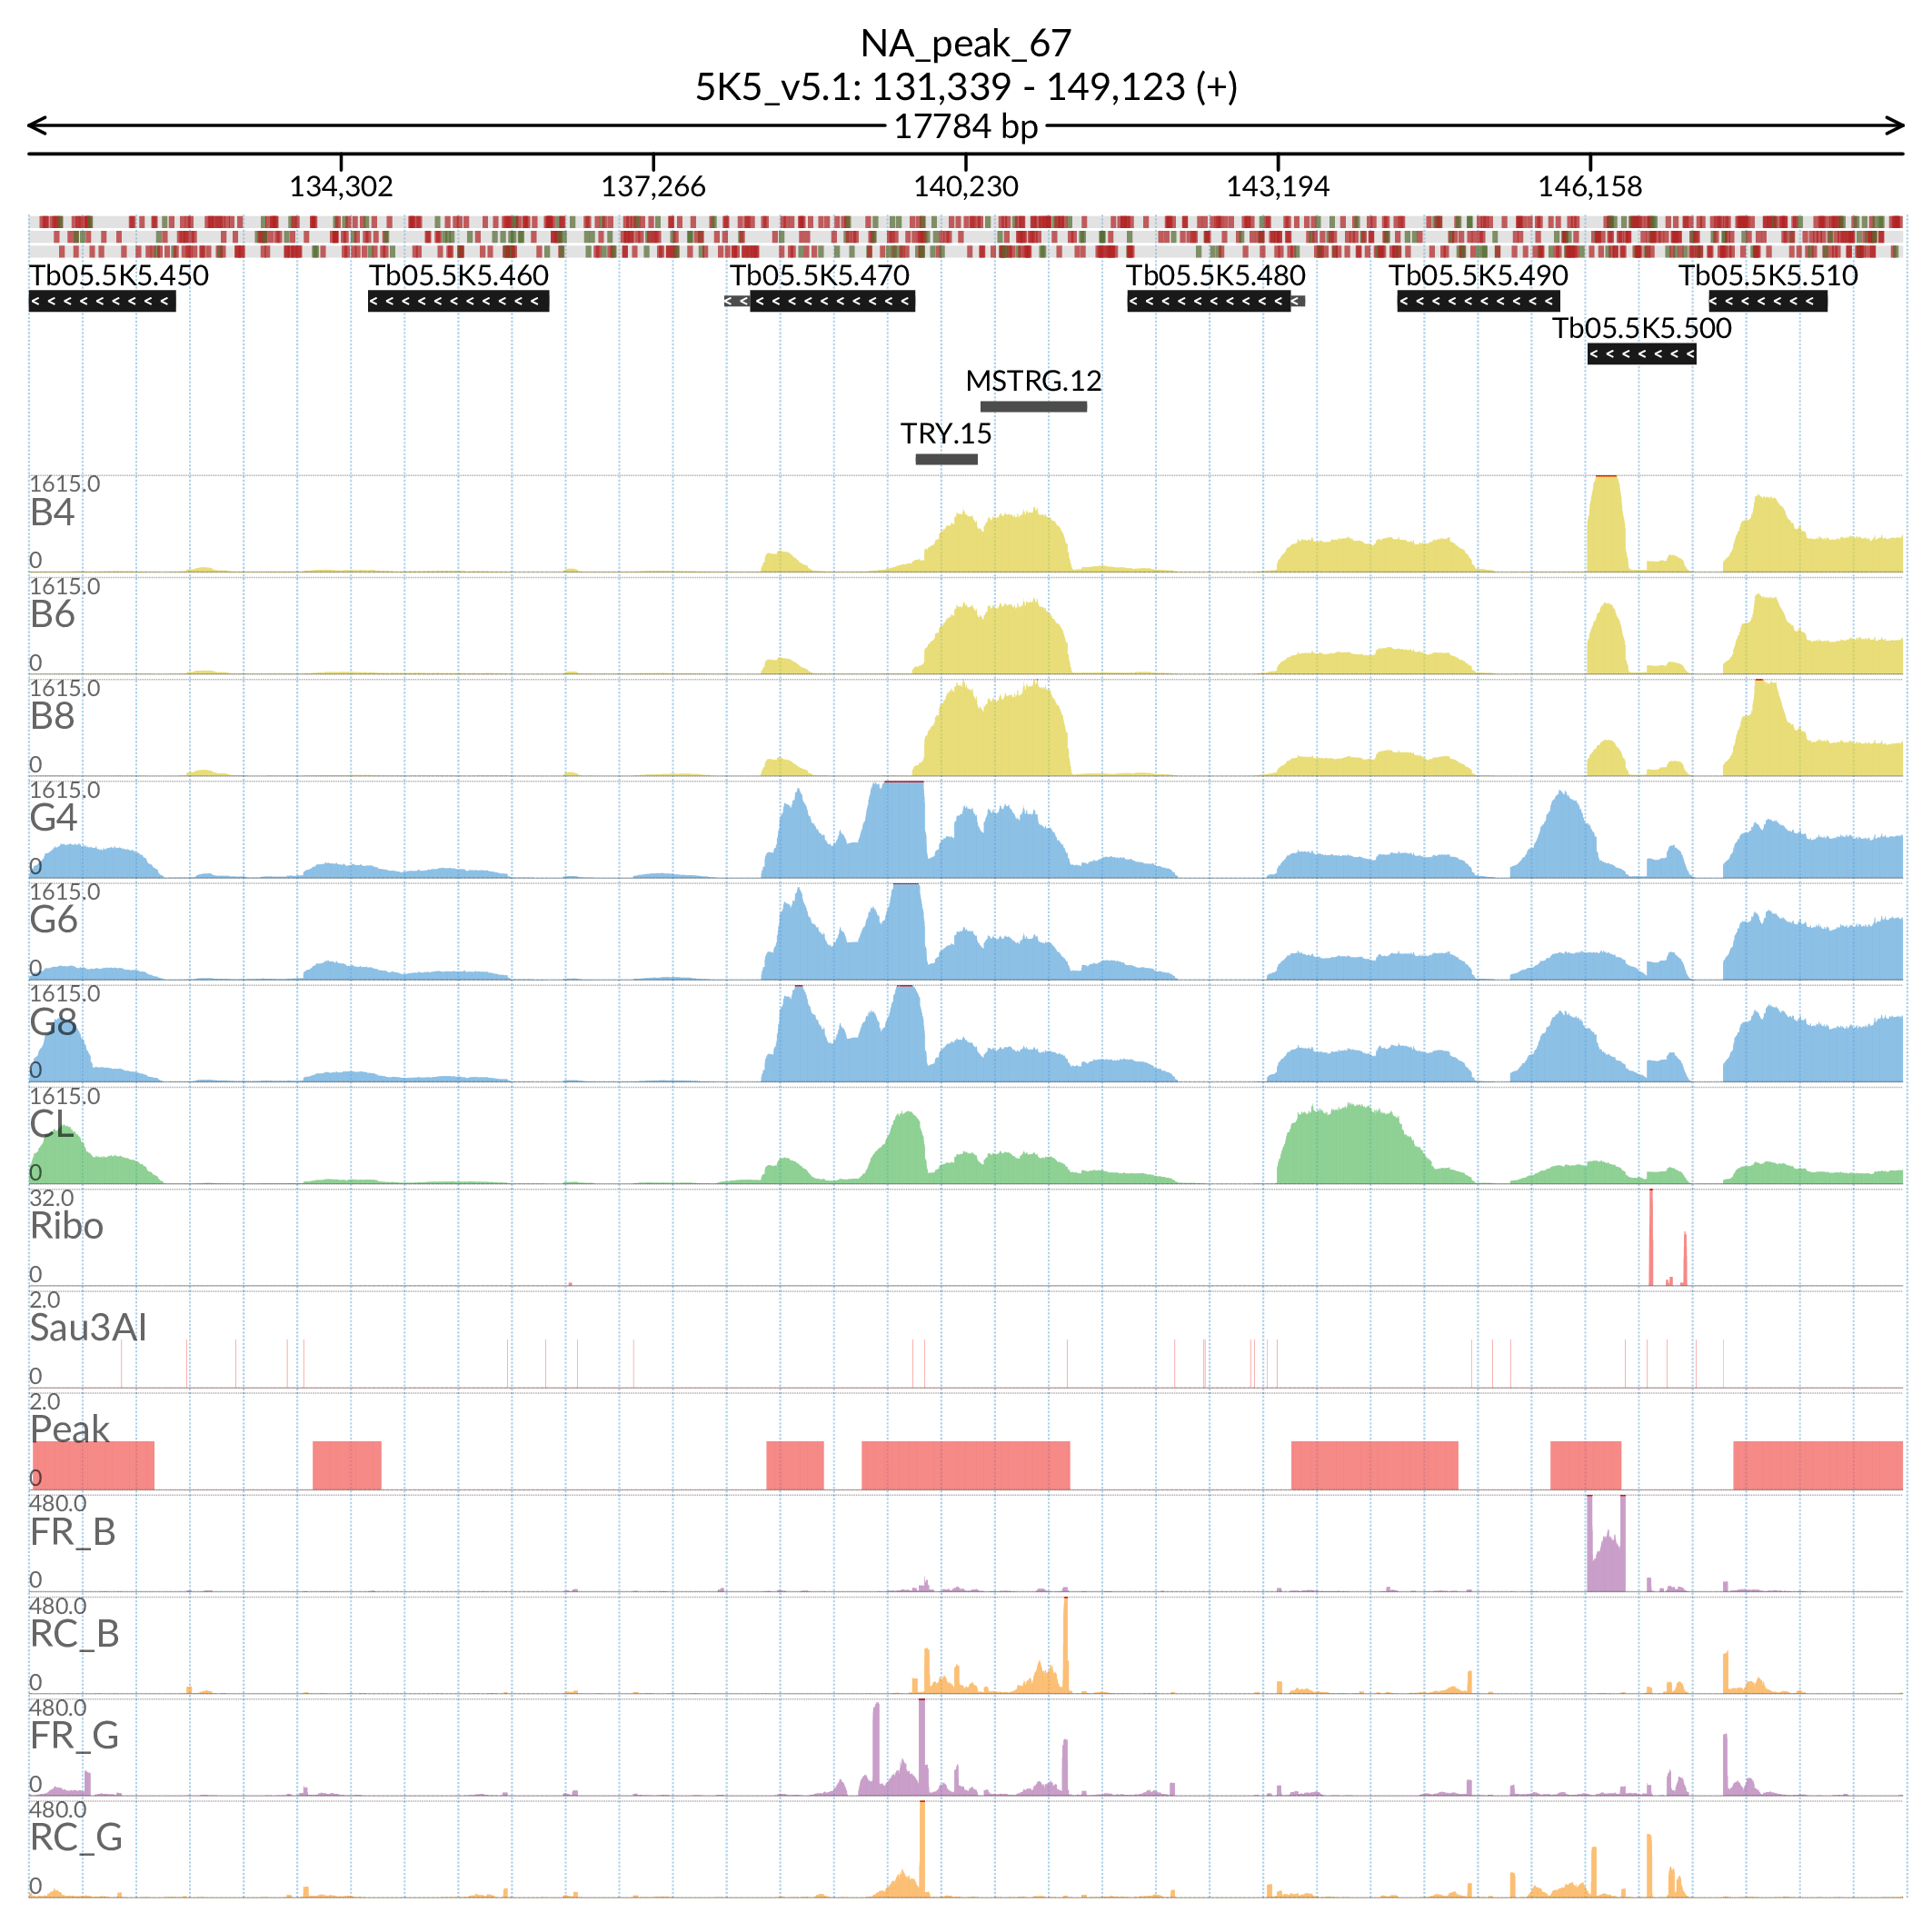 NA_peak_67
5K5_v5.1: 131,339 - 149,123 (+)
17784 bp
134,302 137,266 140,230 143,194 146,158
Tb05.5K5.450 Tb05.5K5.460 Tb05.5K5.470 Tb05.5K5.480 Tb05.5K5.490 Tb05.5K5.510
Tb05.5K5.500
MSTRG.12
TRY.15
1615.0
B4
0
1615.0
B6
0
1615.0
B8
0
1615.0
G4
0
1615.0
G6
0
1615.0
G8
0
1615.0
CL
0
32.0
Ribo
0
2.0
Sau3AI
0
2.0
Peak
0
480.0
FR_B
0
480.0
RC_B
0
480.0
FR_G
0
480.0
RC_G
0